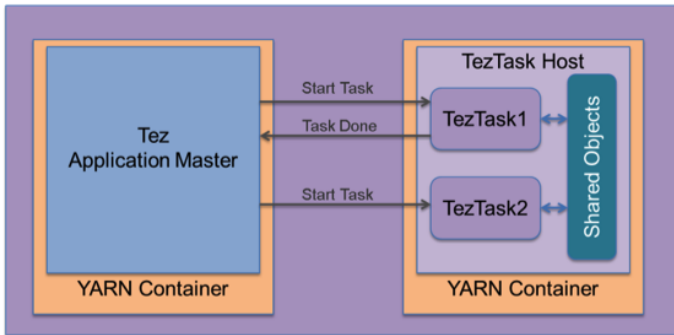 TezTask Host
Start Task
TezTask1
Task Done
Tez
Application Master
Start Task
TezTask2
Shared Objects
YARN Container
YARN Container